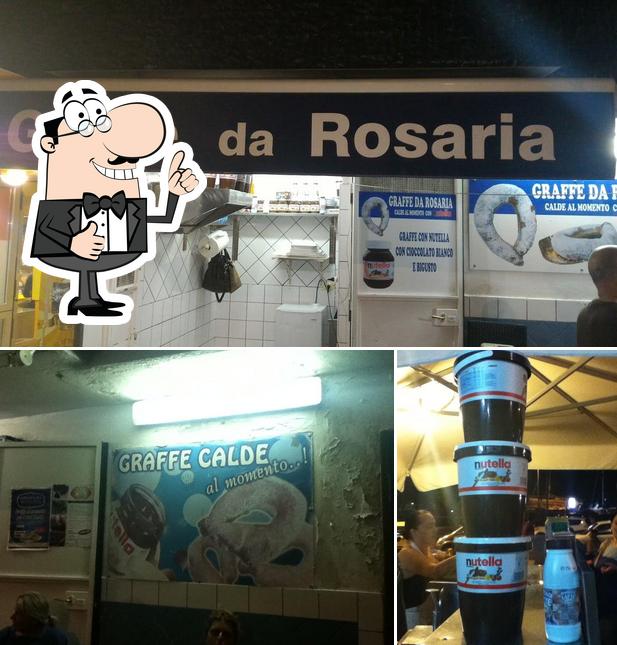 da Rosaria
GRAFFE DA ROSARIA
CALDE AL MOMENTO CON
nutella
GRAFFE CON NUTELLA
CON CIOCCOLATO BIANCO
E BIGUSTO
GRAFFE DA R
CALDE AL MOMENTO C
GRAFFE CALDE
al momento..!
nutella
nutella